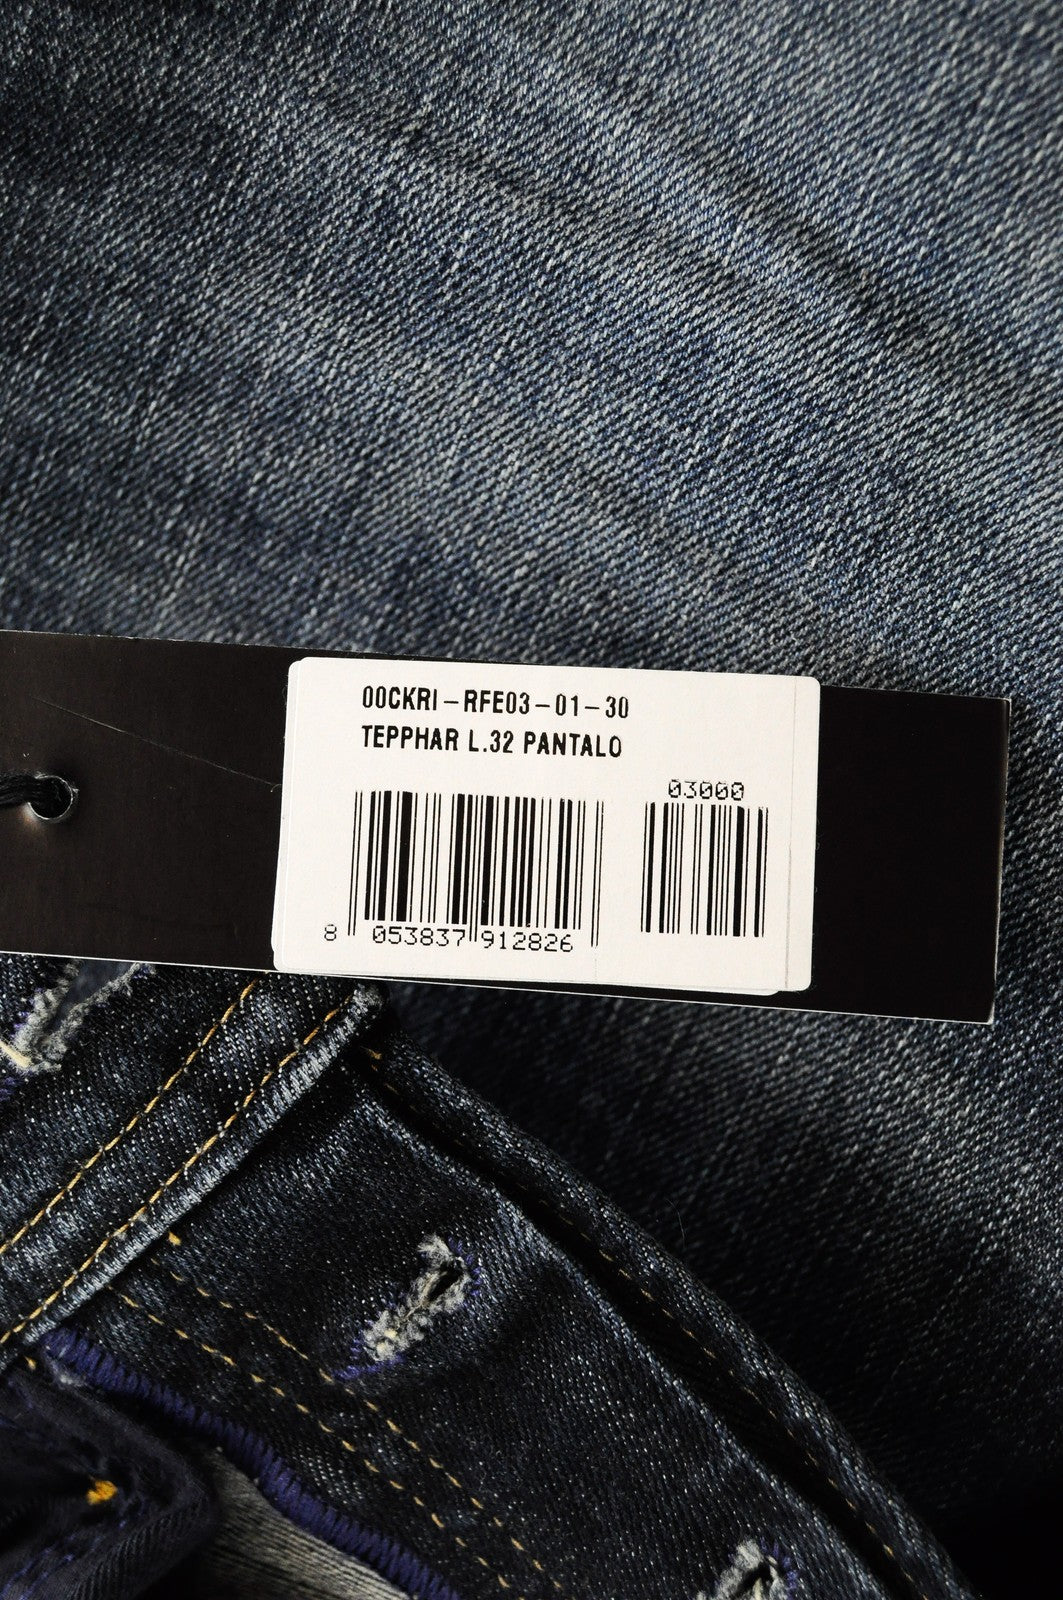 00CKRI-RFE03-01-30
TEPPHAR L.32 PANTALO
03000
8 053837 912826